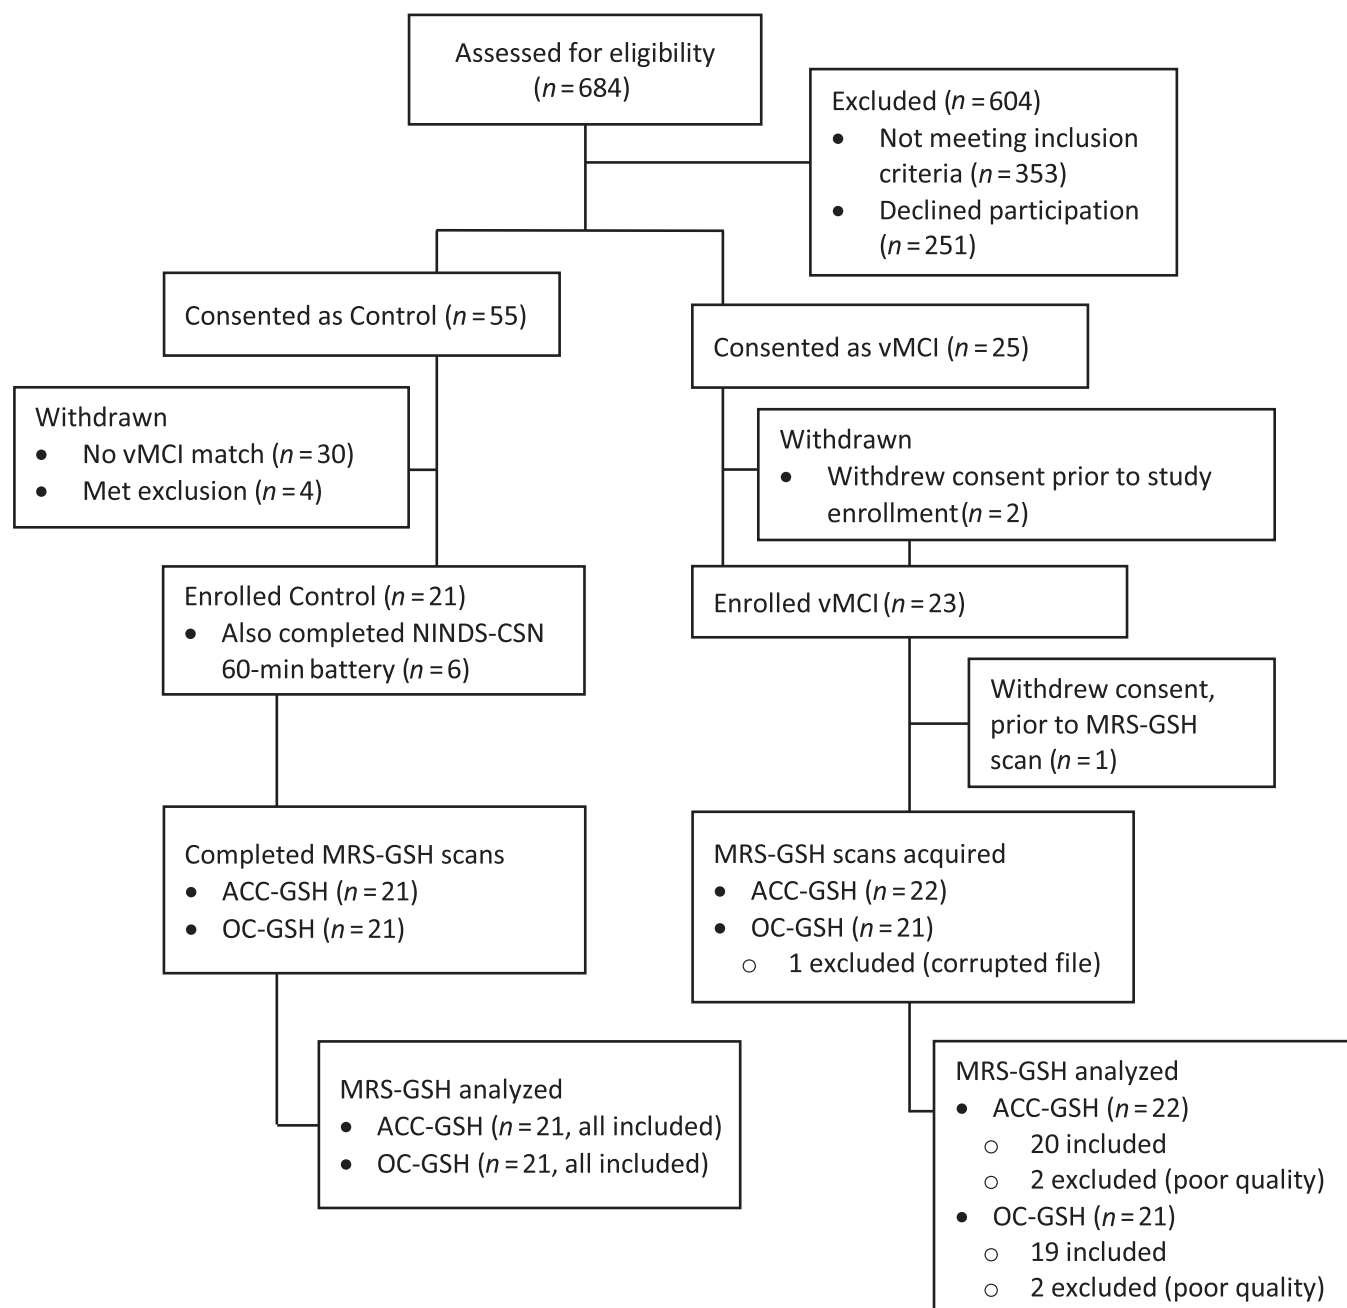 Assessed for eligibility
(n = 684)
Excluded (n = 604)
• Not meeting inclusion
criteria (n = 353)
• Declined participation
(n = 251)
Consented as Control (n = 55)
Consented as vMCI (n = 25)
Withdrawn
• No vMCI match (n = 30)
• Met exclusion (n = 4)
Withdrawn
• Withdrew consent prior to study
enrollment (n = 2)
Enrolled Control (n = 21)
• Also completed NINDS-CSN
60-min battery (n = 6)
Enrolled vMCI (n = 23)
Withdrew consent,
prior to MRS-GSH
scan (n = 1)
Completed MRS-GSH scans
• ACC-GSH (n = 21)
• OC-GSH (n = 21)
MRS-GSH scans acquired
• ACC-GSH (n = 22)
• OC-GSH (n = 21)
○ 1 excluded (corrupted file)
MRS-GSH analyzed
• ACC-GSH (n = 21, all included)
• OC-GSH (n = 21, all included)
MRS-GSH analyzed
• ACC-GSH (n = 22)
○ 20 included
○ 2 excluded (poor quality)
• OC-GSH (n = 21)
○ 19 included
○ 2 excluded (poor quality)